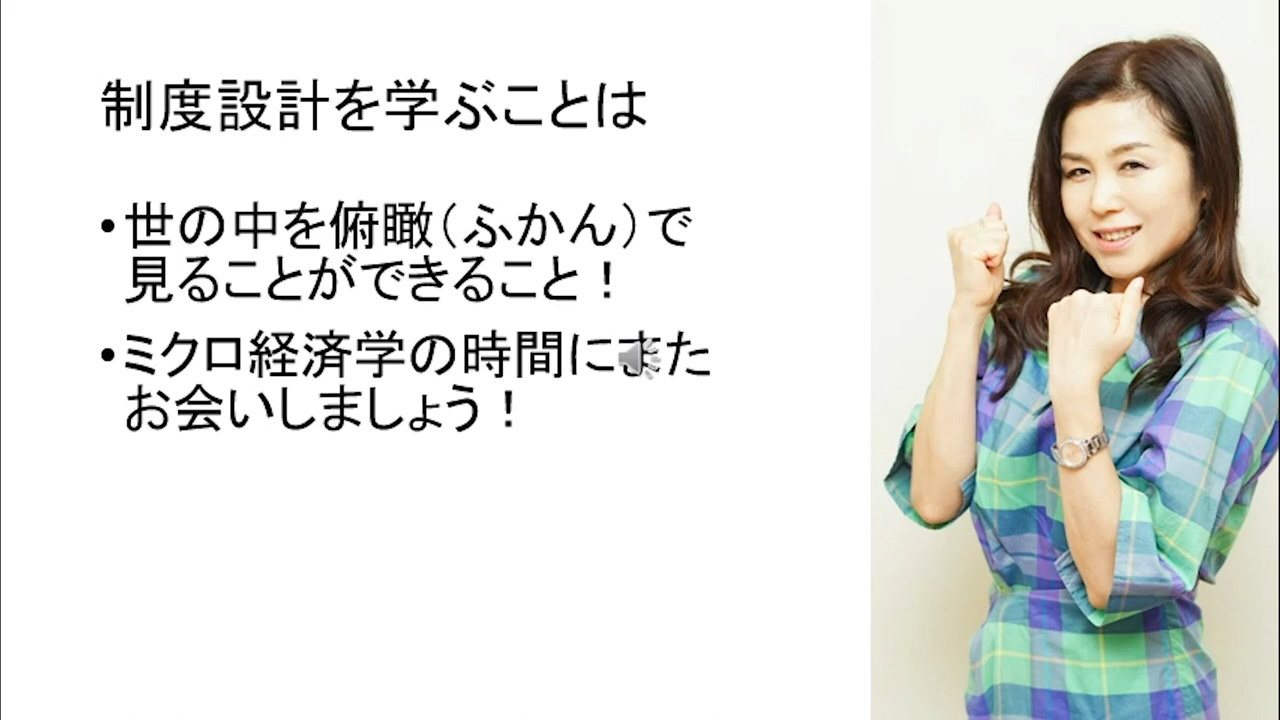 制度設計を学ぶことは
•世の中を俯瞰（ふかん）で
見ることができること！
•ミクロ経済学の時間にまた
お会いしましょう！